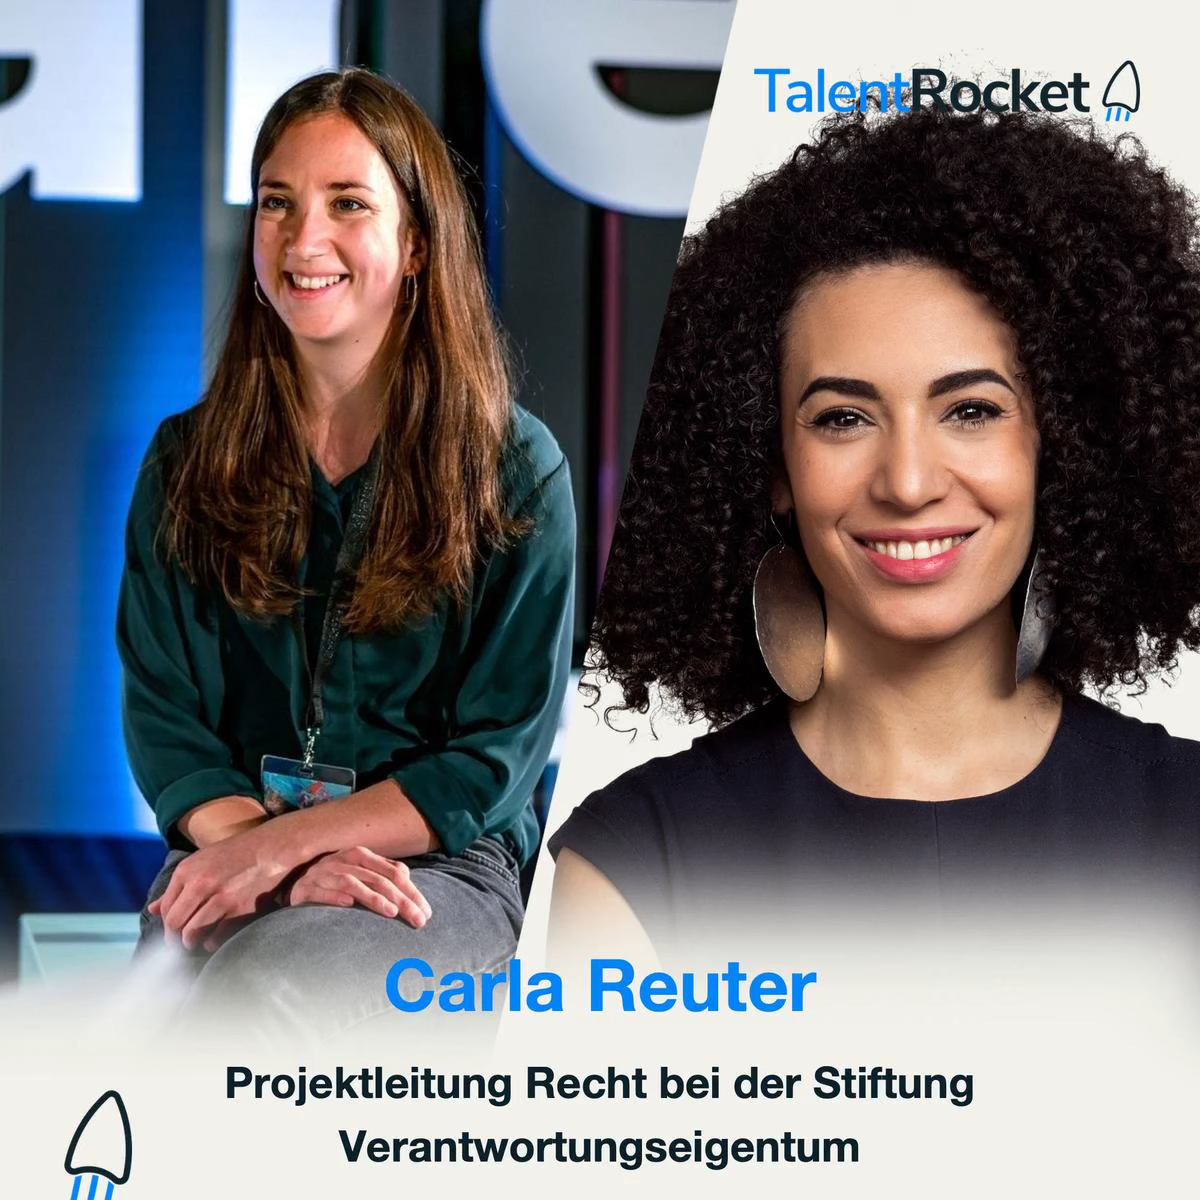 TalentRocket
Carla Reuter
Projektleitung Recht bei der Stiftung
Verantwortungseigentum